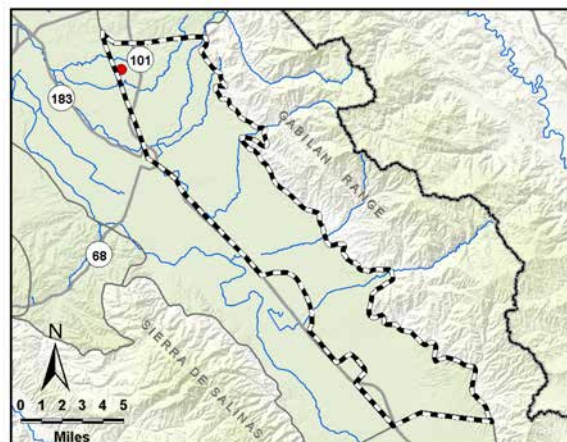 101
183
GABILAN RANGE
68
SIERRA DE SALINAS
N
0 1 2 3 4 5
Miles